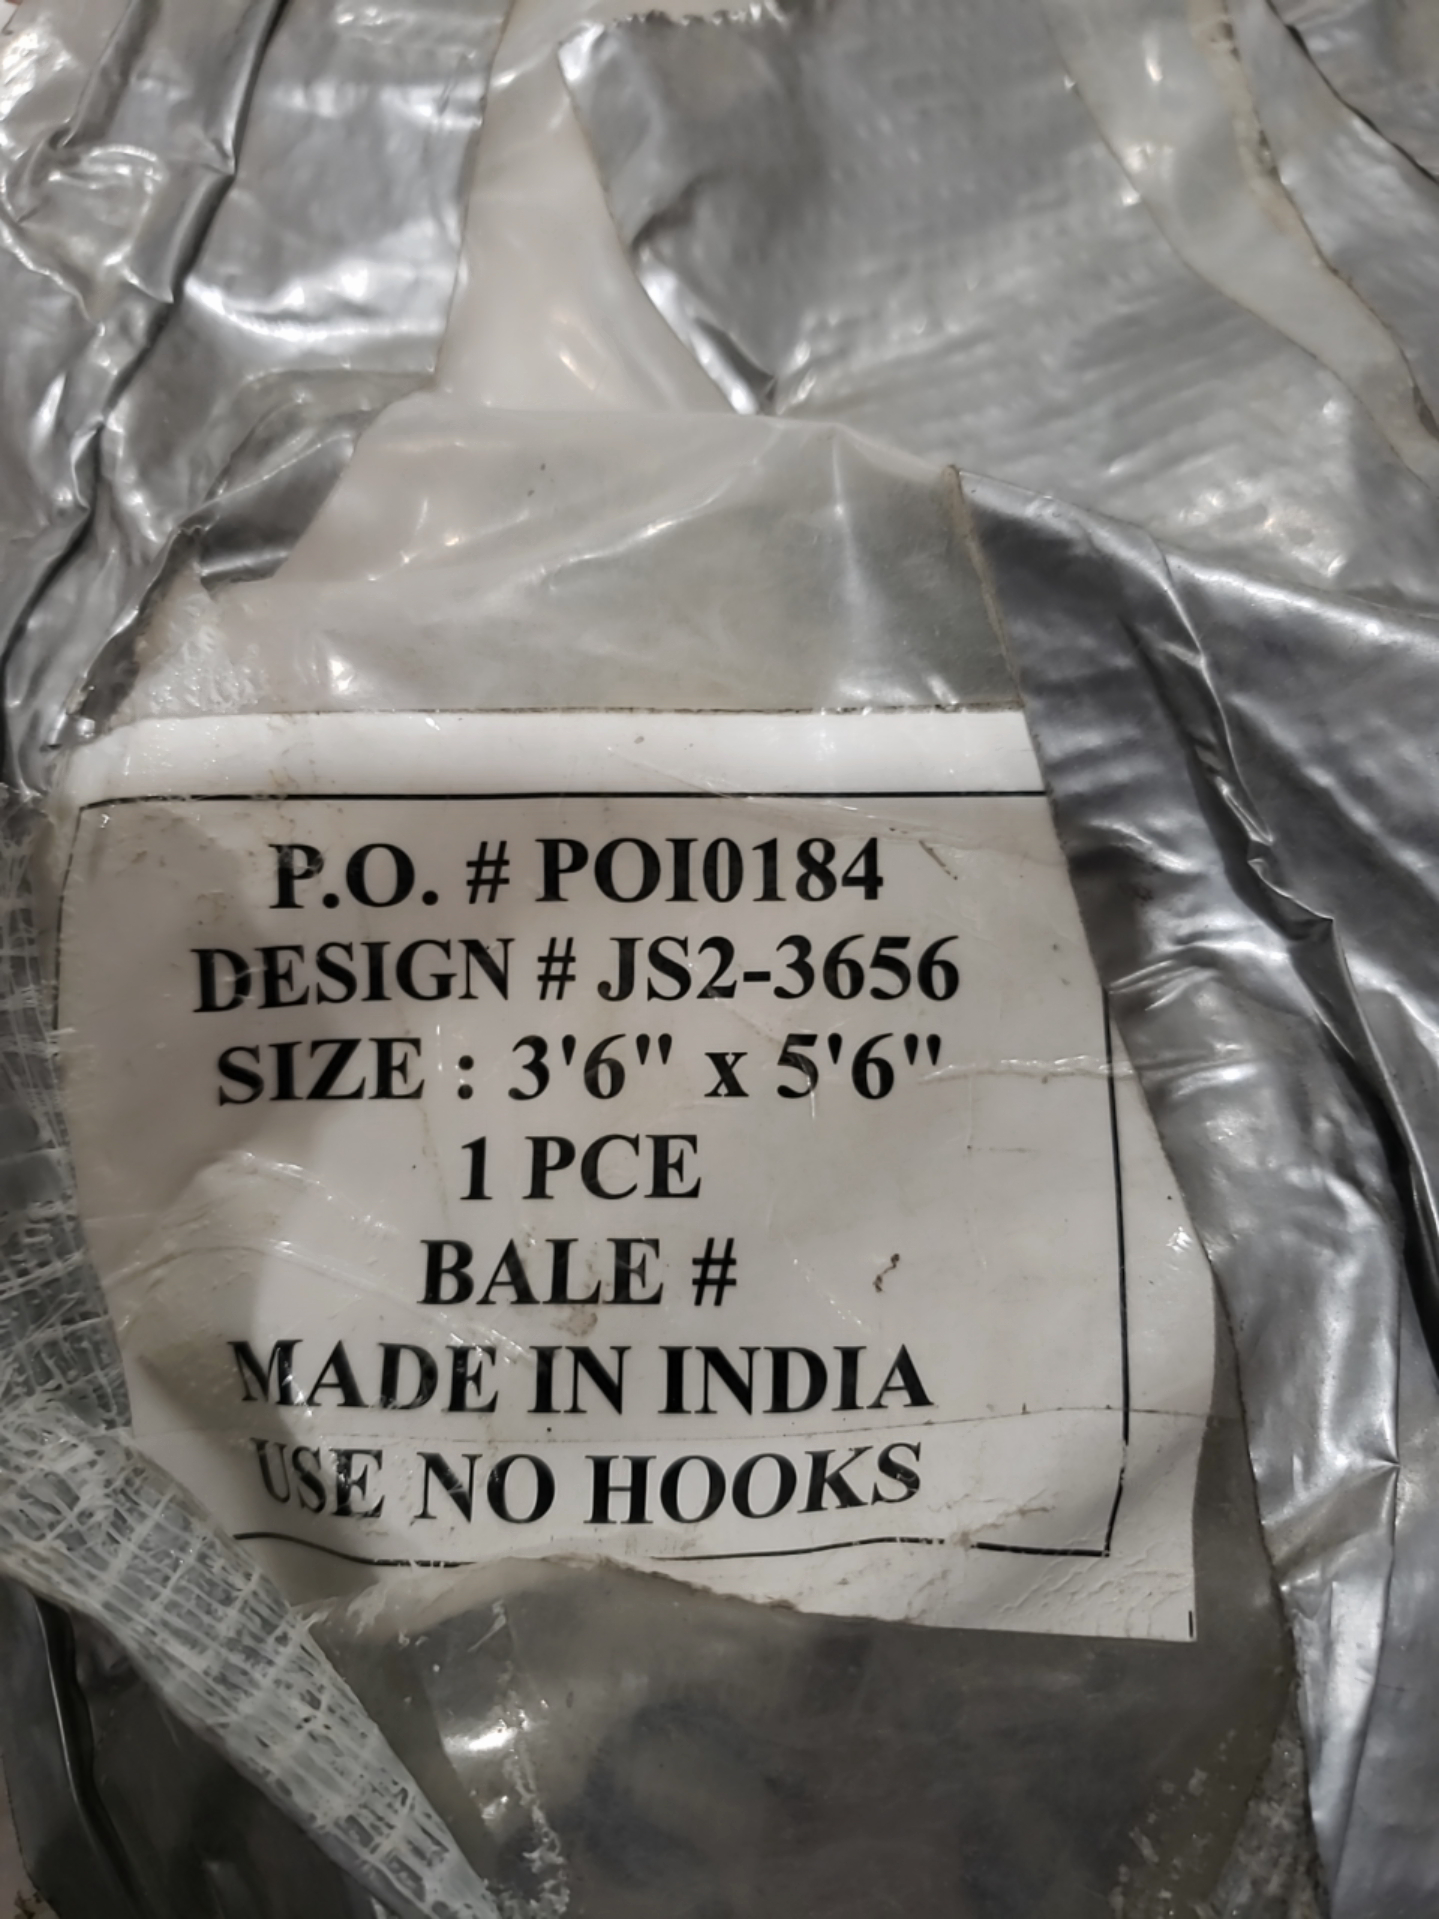 P.O. # POI0184
DESIGN # JS2-3656
SIZE : 3'6" x 5'6"
1 PCE
BALE #
MADE IN INDIA
USE NO HOOKS